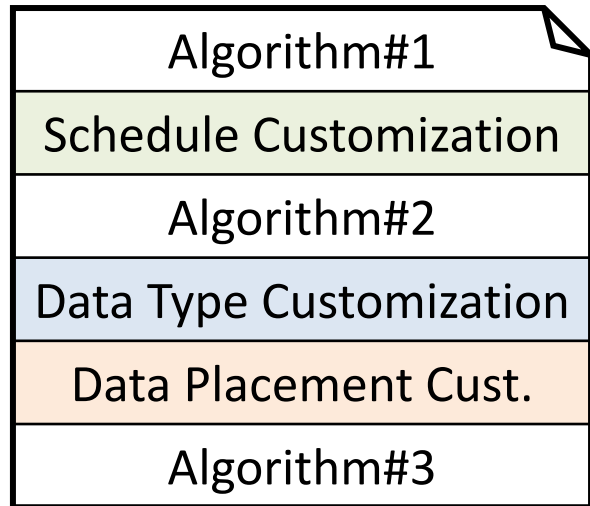 Algorithm#1
Schedule Customization
Algorithm#2
Data Type Customization
Data Placement Cust.
Algorithm#3